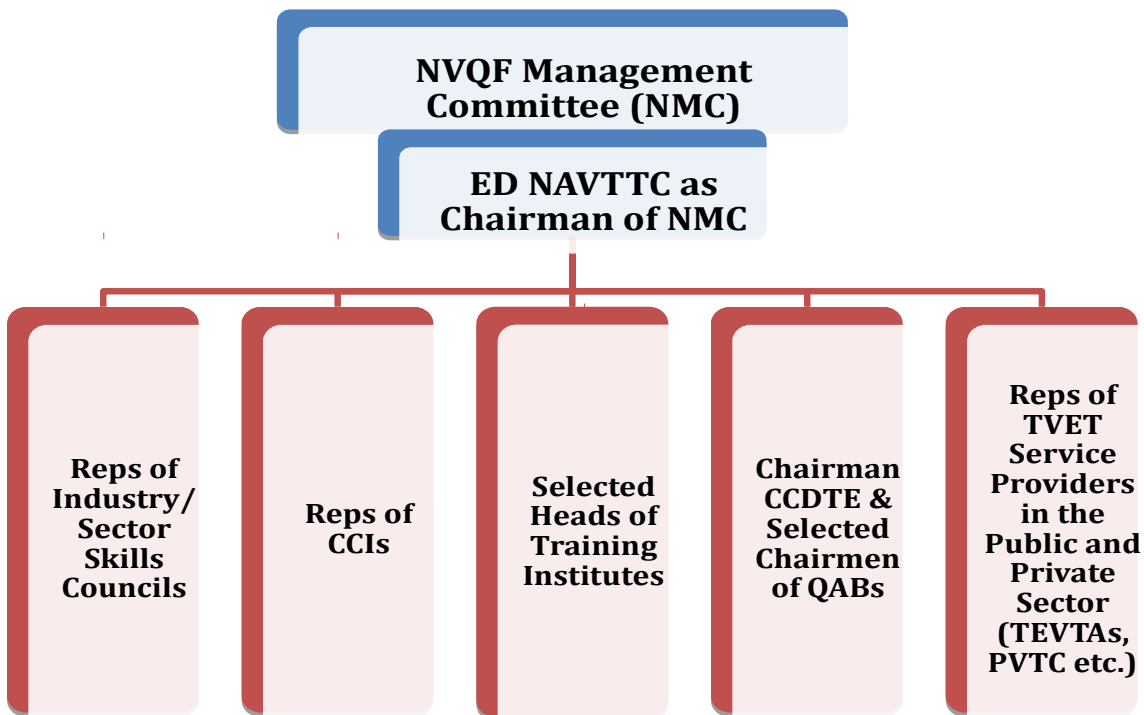 NVQF Management
Committee (NMC)
ED NAVTTC as
Chairman of NMC
Reps of
Industry/
Sector
Skills
Councils
Reps of
CCIs
Selected
Heads of
Training
Institutes
Chairman
CCDTE &
Selected
Chairmen
of QABs
Reps of
TVET
Service
Providers
in the
Public and
Private
Sector
(TEVTAs,
PVTC etc.)